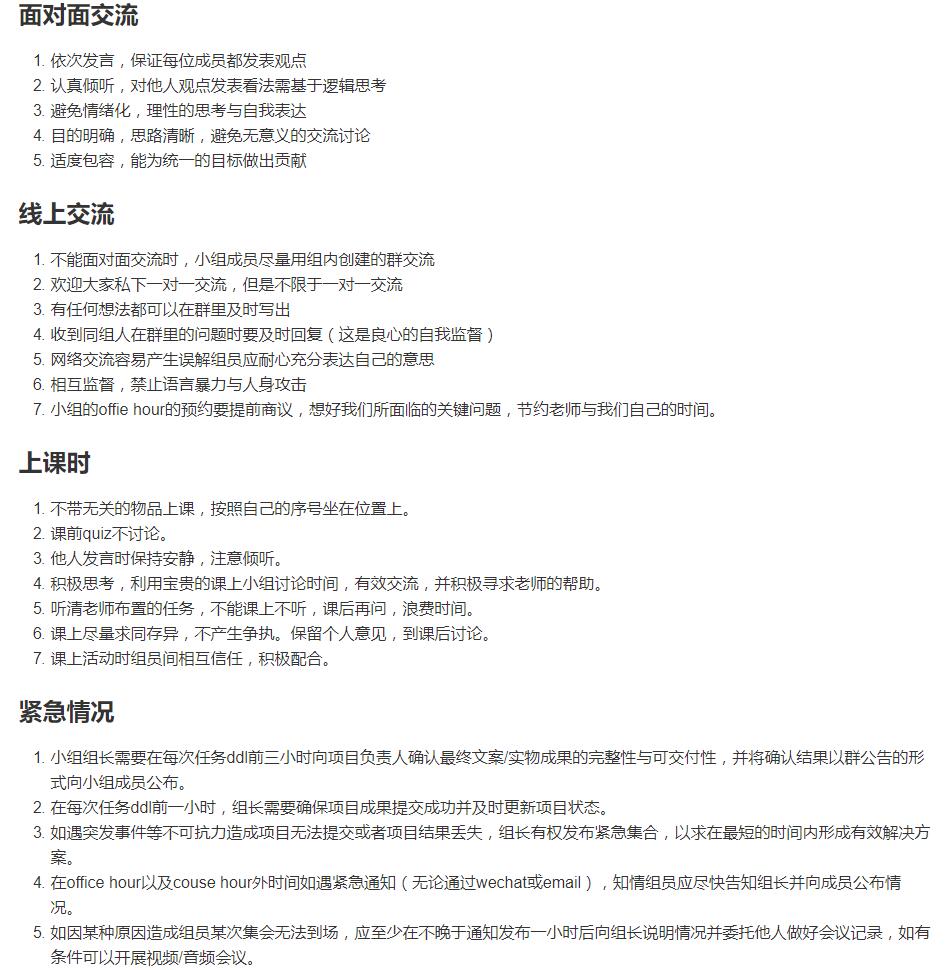 面对面交流
1. 依次发言，保证每位成员都发表观点
2. 认真倾听，对他人观点发表看法需基于逻辑思考
3. 避免情绪化，理性的思考与自我表达
4. 目的明确，思路清晰，避免无意义的交流讨论
5. 适度包容，能为统一的目标做出贡献
线上交流
1. 不能面对面交流时，小组成员尽量用组内创建的群交流
2. 欢迎大家私下一对一交流，但是不限于一对一交流
3. 有任何想法都可以在群里及时写出
4. 收到同组人在群里的问题时要及时回复（这是良心的自我监督）
5. 网络交流容易产生误解组员应耐心充分表达自己的意思
6. 相互监督，禁止语言暴力与人身攻击
7. 小组的offie hour的预约要提前商议，想好我们所面临的关键问题，节约老师与我们自己的时间。
上课时
1. 不带无关的物品上课，按照自己的序号坐在位置上。
2. 课前quiz不讨论。
3. 他人发言时保持安静，注意倾听。
4. 积极思考，利用宝贵的课上小组讨论时间，有效交流，并积极寻求老师的帮助。
5. 听清老师布置的任务，不能课上不听，课后再问，浪费时间。
6. 课上尽量求同存异，不产生争执。保留个人意见，到课后讨论。
7. 课上活动时组员间相互信任，积极配合。
紧急情况
1. 小组组长需要在每次任务ddl前三小时向项目负责人确认最终文案/实物成果的完整性与可交付性，并将确认结果以群公告的形
式向小组成员公布。
2. 在每次任务ddl前一小时，组长需要确保项目成果提交成功并及时更新项目状态。
3. 如遇突发事件等不可抗力造成项目无法提交或者项目结果丢失，组长有权发布紧急集合，以求在最短的时间内形成有效解决方
案。
4. 在office hour以及couse hour外时间如遇紧急通知（无论通过wechat或email），知情组员应尽快告知组长并向成员公布情
况。
5. 如因某种原因造成组员某次集会无法到场，应至少在不晚于通知发布一小时后向组长说明情况并委托他人做好会议记录，如有
条件可以开展视频/音频会议。